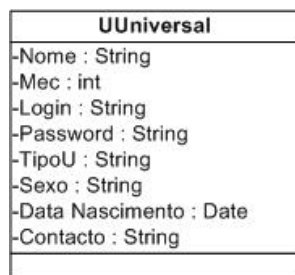 UUniversal
-Nome : String
-Mec : int
-Login : String
-Password : String
-TipoU : String
-Sexo : String
-Data Nascimento : Date
-Contacto : String